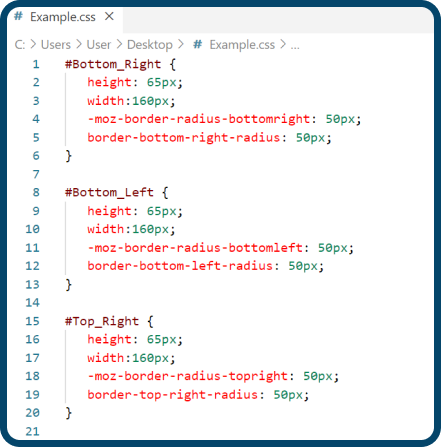 # Example.css ×
C: > Users > User > Desktop > # Example.css > ...
1 #Bottom_Right {
2 height: 65px;
3 width:160px;
4 -moz-border-radius-bottomright: 50px;
5 border-bottom-right-radius: 50px;
6 }
7
8 #Bottom_Left {
9 height: 65px;
10 width:160px;
11 -moz-border-radius-bottomleft: 50px;
12 border-bottom-left-radius: 50px;
13 }
14
15 #Top_Right {
16 height: 65px;
17 width:160px;
18 -moz-border-radius-topright: 50px;
19 border-top-right-radius: 50px;
20 }
21